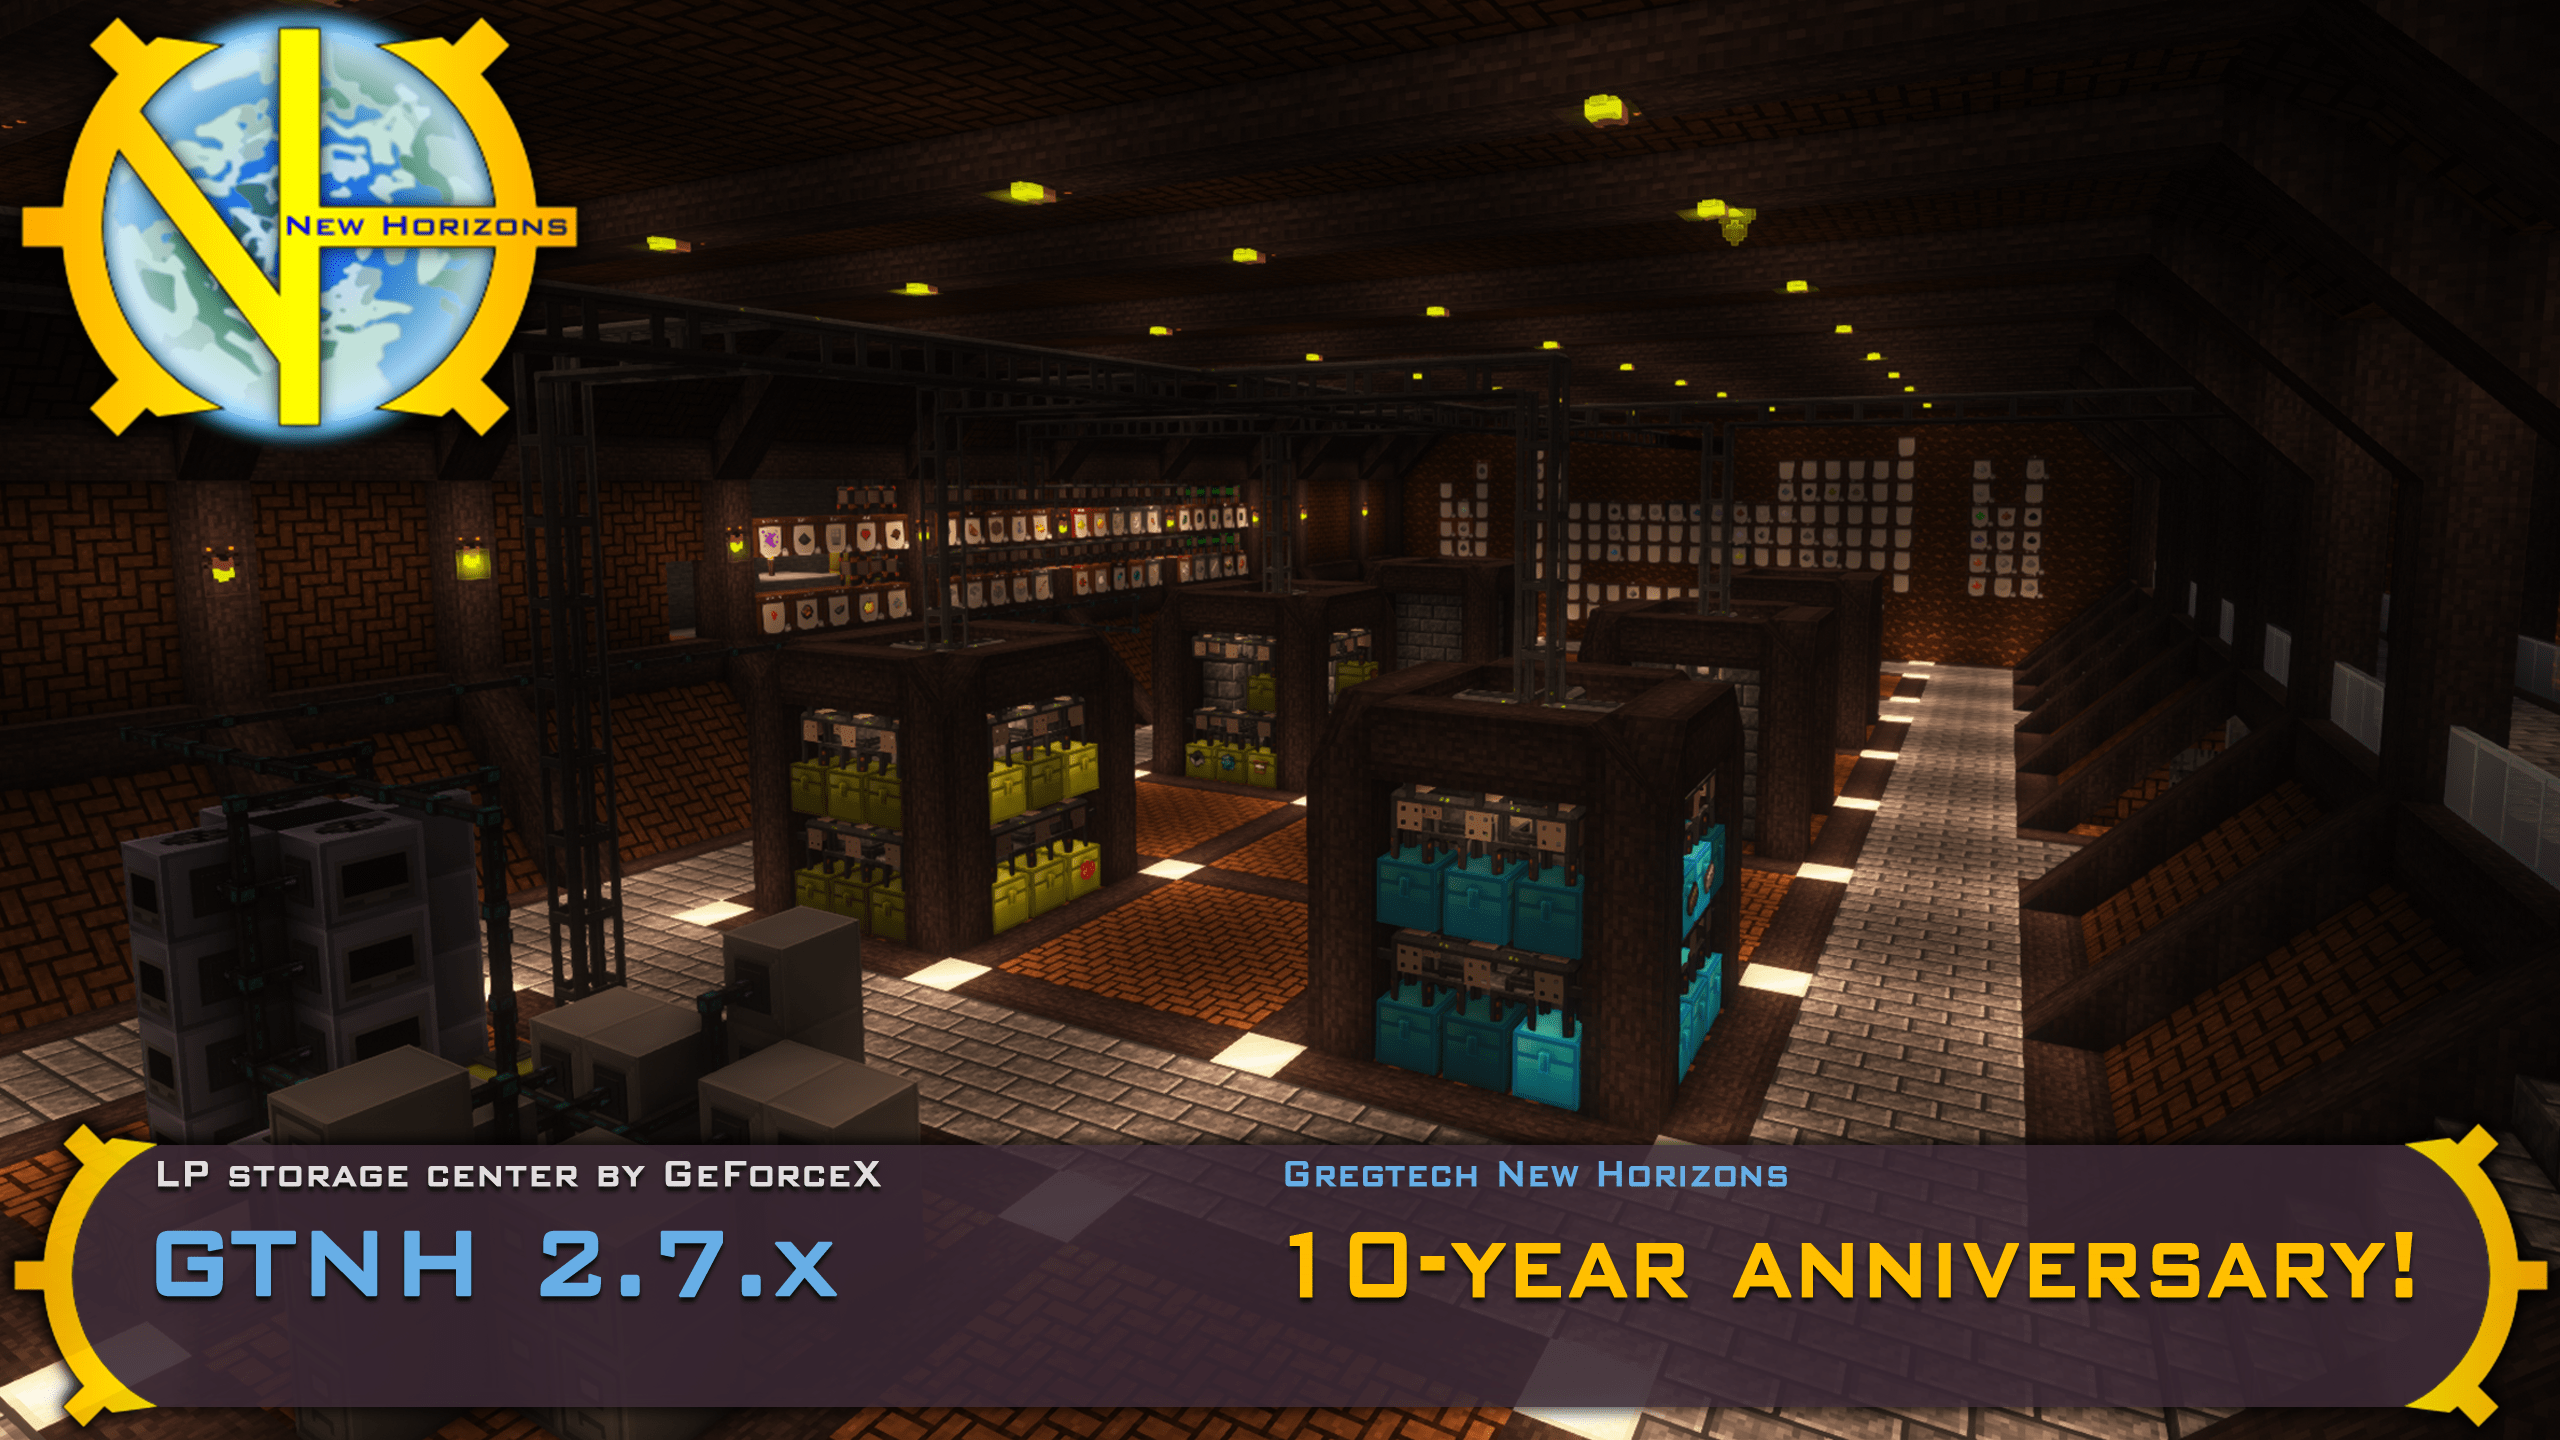 New Horizons
LP storage center by GeForceX
GTNH 2.7.x
Gregtech New Horizons
10-year anniversary!